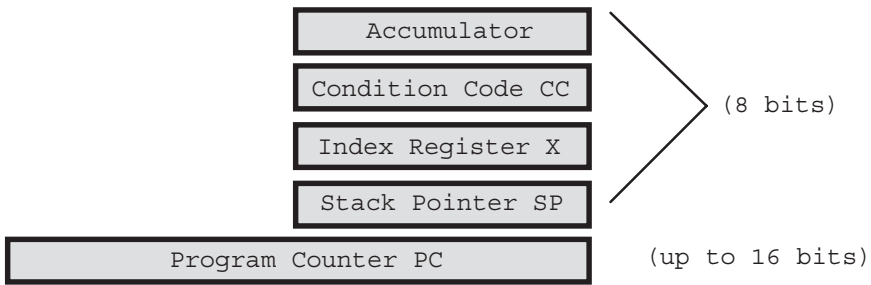 Accumulator
Condition Code CC
(8 bits)
Index Register X
Stack Pointer SP
Program Counter PC
(up to 16 bits)